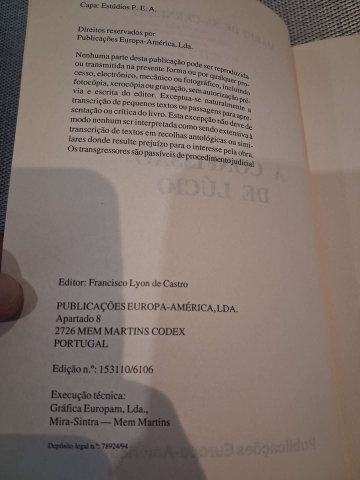 Capa: Estúdios P. E. A.
Direitos reservados por
Publicações Europa-América, Lda.
Nenhuma parte desta publicação pode ser reproduzida
ou transmitida na presente forma ou por qualquer pro-
cesso, electrónico, mecânico ou fotográfico, incluindo
fotocópia, xerocópia ou gravação, sem autorização pré-
via e escrita do editor. Exceptua-se naturalmente a
transcrição de pequenos textos ou passagens para apre-
sentação ou crítica do livro. Esta excepção não deve de
modo nenhum ser interpretada como sendo extensiva à
transcrição de textos em recolhas antológicas ou simi-
lares donde resulte prejuízo para o interesse pela obra.
Os transgressores são passíveis de procedimento judicial
Editor: Francisco Lyon de Castro
PUBLICAÇÕES EUROPA-AMÉRICA, LDA.
Apartado 8
2726 MEM MARTINS CODEX
PORTUGAL
Edição n.º: 153110/6106
Execução técnica:
Gráfica Europam, Lda.,
Mira-Sintra — Mem Martins
Depósito legal n.º: 76924/94